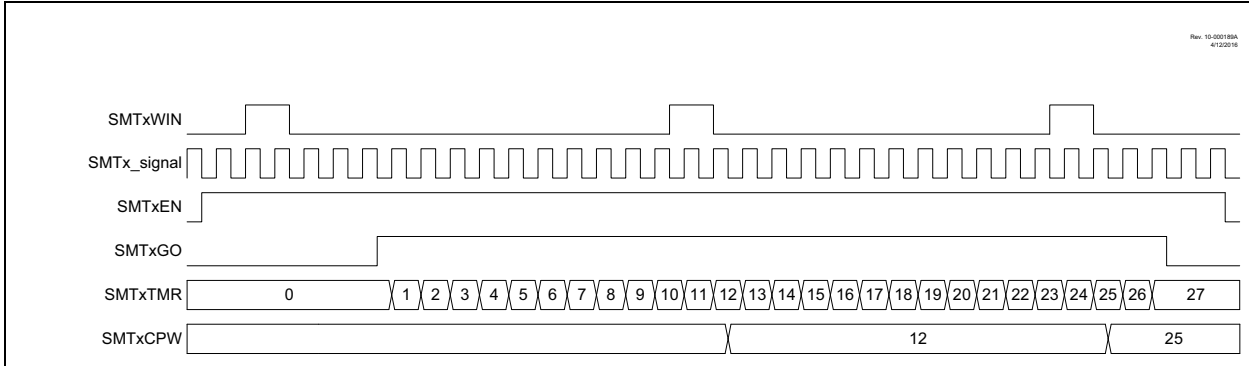 Rev. 10-000189A
4/12/2016
SMTxWIN
SMTx_signal
SMTxEN
SMTxGO
SMTxTMR 0 1 2 3 4 5 6 7 8 9 10 11 12 13 14 15 16 17 18 19 20 21 22 23 24 25 26 27
SMTxCPW 12 25